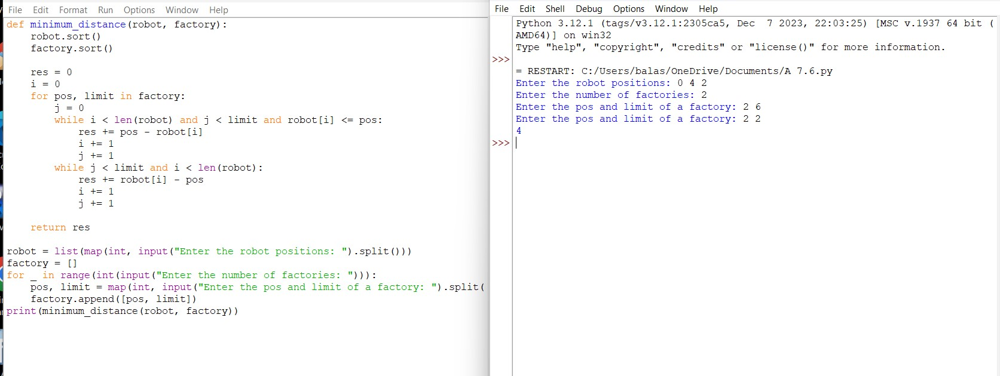 File Edit Format Run Options Window Help
def minimum_distance(robot, factory):
    robot.sort()
    factory.sort()

    res = 0
    i = 0
    for pos, limit in factory:
        j = 0
        while i < len(robot) and j < limit and robot[i] <= pos:
            res += pos - robot[i]
            i += 1
            j += 1
        while j < limit and i < len(robot):
            res += robot[i] - pos
            i += 1
            j += 1

    return res

robot = list(map(int, input("Enter the robot positions: ").split()))
factory = []
for _ in range(int(input("Enter the number of factories: "))):
    pos, limit = map(int, input("Enter the pos and limit of a factory: ").split(
    factory.append([pos, limit])
print(minimum_distance(robot, factory))
File Edit Shell Debug Options Window Help
Python 3.12.1 (tags/v3.12.1:2305ca5, Dec  7 2023, 22:03:25) [MSC v.1937 64 bit (
AMD64)] on win32
Type "help", "copyright", "credits" or "license()" for more information.
>>>
= RESTART: C:/Users/balas/OneDrive/Documents/A 7.6.py
Enter the robot positions: 0 4 2
Enter the number of factories: 2
Enter the pos and limit of a factory: 2 6
Enter the pos and limit of a factory: 2 2
4
>>>